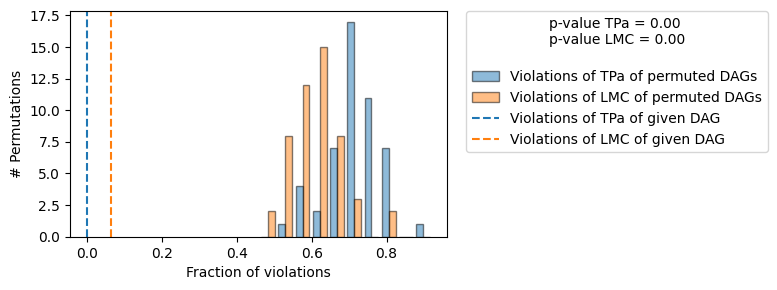 17.5
15.0
12.5
10.0
7.5
5.0
2.5
0.0
# Permutations
0.0 0.2 0.4 0.6 0.8
Fraction of violations
p-value TPa = 0.00
p-value LMC = 0.00
Violations of TPa of permuted DAGs
Violations of LMC of permuted DAGs
Violations of TPa of given DAG
Violations of LMC of given DAG